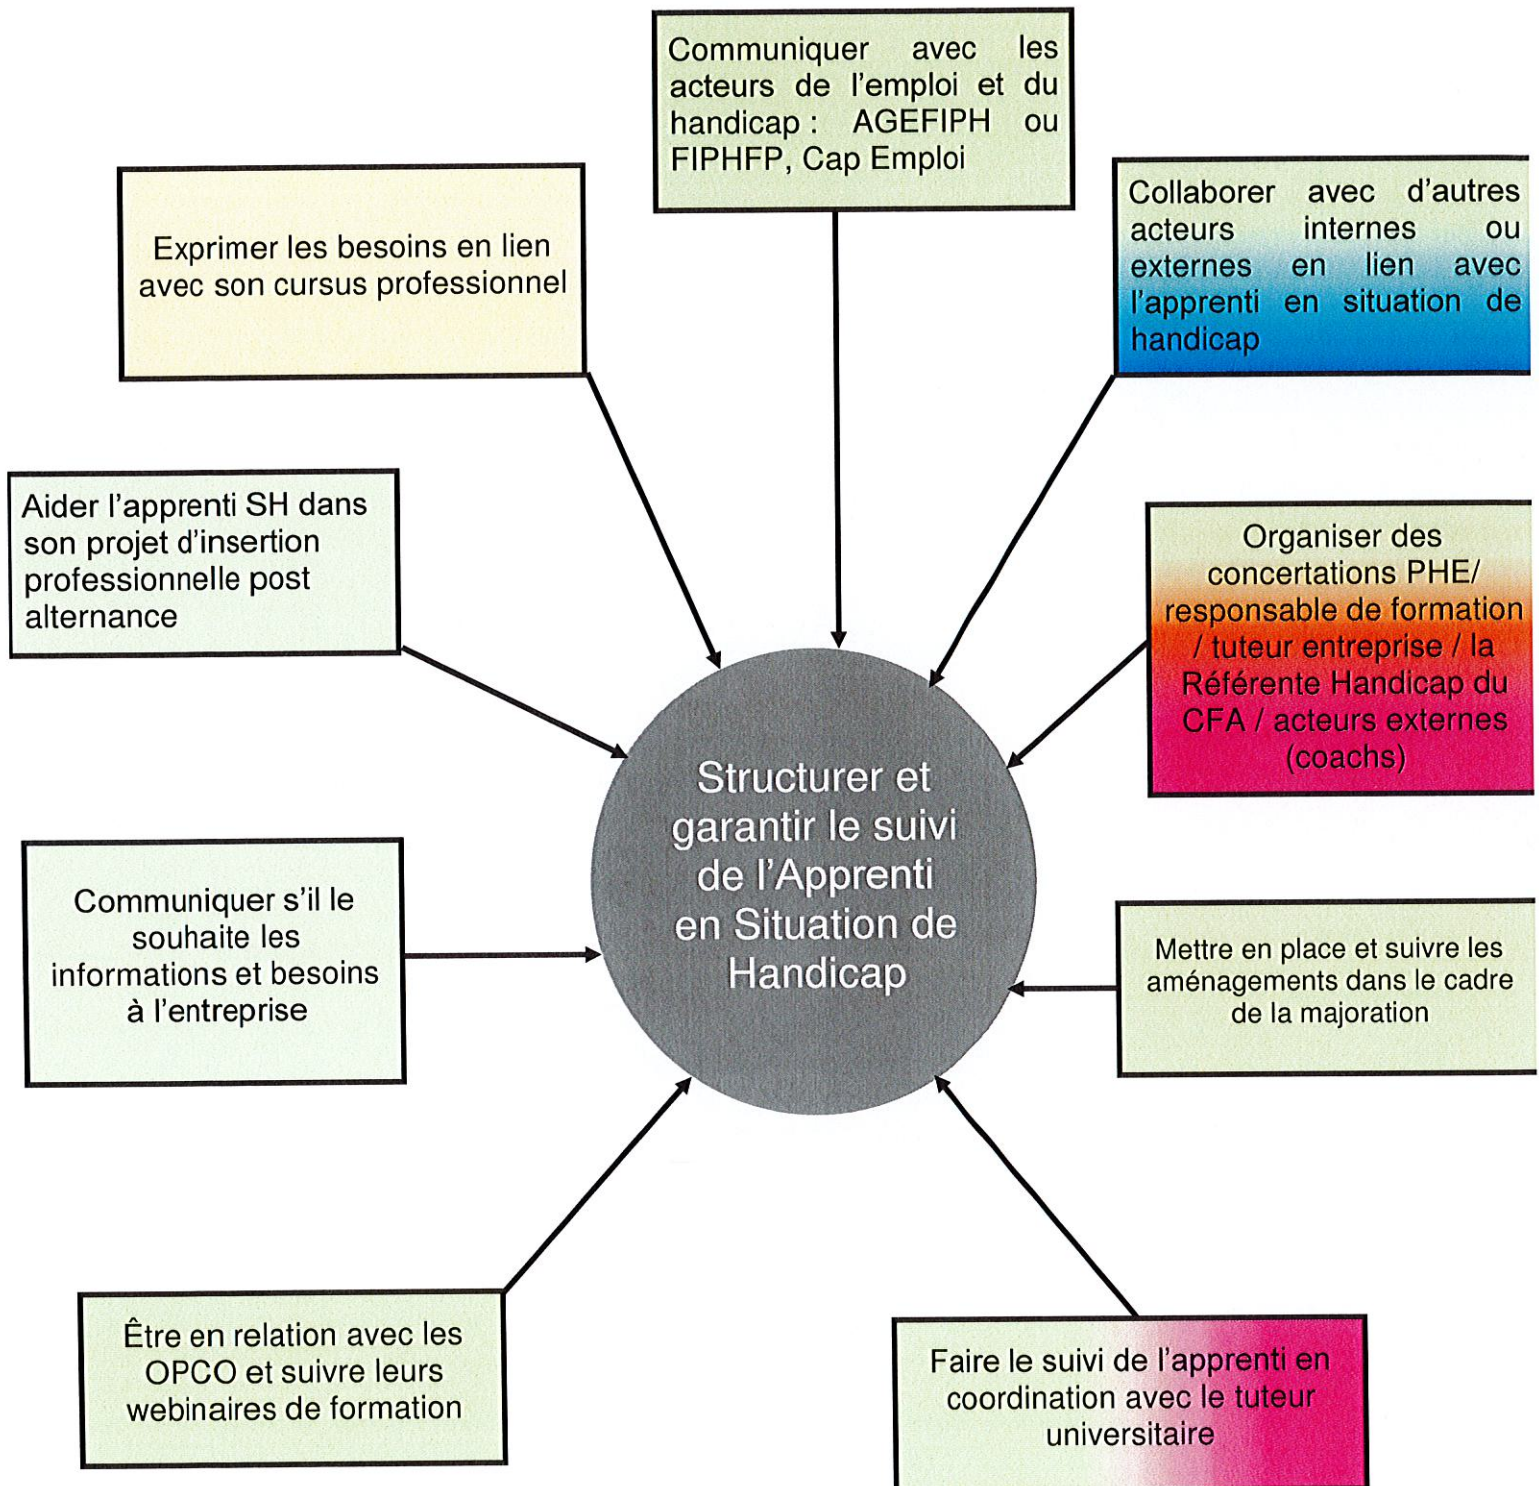 Communiquer avec les
acteurs de l'emploi et du
handicap : AGEFIPH ou
FIPHFP, Cap Emploi
Exprimer les besoins en lien
avec son cursus professionnel
Collaborer avec d'autres
acteurs internes ou
externes en lien avec
l'apprenti en situation de
handicap
Aider l'apprenti SH dans
son projet d'insertion
professionnelle post
alternance
Organiser des
concertations PHE/
responsable de formation
/ tuteur entreprise / la
Référente Handicap du
CFA / acteurs externes
(coachs)
Structurer et
garantir le suivi
de l'Apprenti
en Situation de
Handicap
Communiquer s'il le
souhaite les
informations et besoins
à l'entreprise
Mettre en place et suivre les
aménagements dans le cadre
de la majoration
Être en relation avec les
OPCO et suivre leurs
webinaires de formation
Faire le suivi de l'apprenti en
coordination avec le tuteur
universitaire